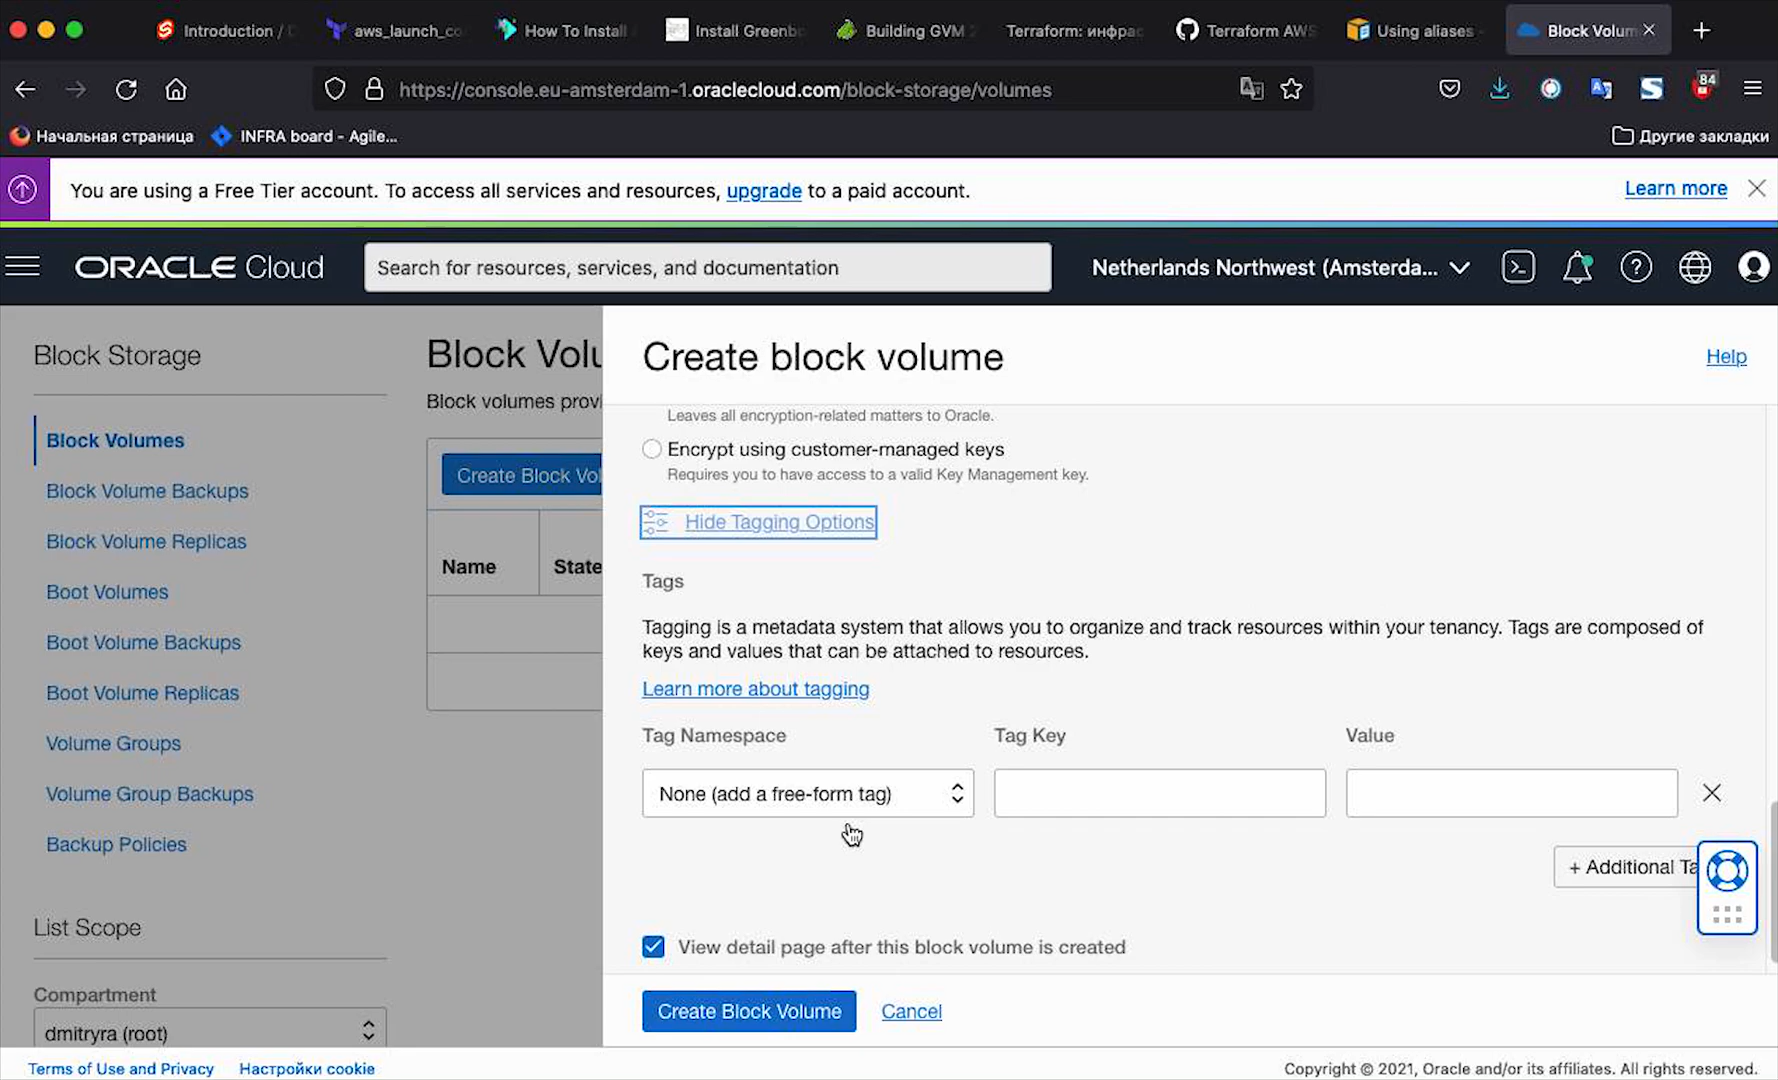 Introduction /
aws_launch_co
How To Install
Install Greenb
Building GVM
Terraform: инфрас
Terraform AWS
Using aliases
Block Volum
https://console.eu-amsterdam-1.oraclecloud.com/block-storage/volumes
84
Начальная страница
INFRA board - Agile...
Другие закладки
You are using a Free Tier account. To access all services and resources, upgrade to a paid account.
Learn more
ORACLE Cloud
Search for resources, services, and documentation
Netherlands Northwest (Amsterda...
Block Storage
Block Volumes
Block Volume Backups
Block Volume Replicas
Boot Volumes
Boot Volume Backups
Boot Volume Replicas
Volume Groups
Volume Group Backups
Backup Policies
List Scope
Compartment
dmitryra (root)
Block Volu
Block volumes provi
Create Block Vo
Name
State
Create block volume
Help
Leaves all encryption-related matters to Oracle.
Encrypt using customer-managed keys
Requires you to have access to a valid Key Management key.
Hide Tagging Options
Tags
Tagging is a metadata system that allows you to organize and track resources within your tenancy. Tags are composed of
keys and values that can be attached to resources.
Learn more about tagging
Tag Namespace
Tag Key
Value
None (add a free-form tag)
+ Additional Ta
View detail page after this block volume is created
Create Block Volume
Cancel
Terms of Use and Privacy
Настройки cookie
Copyright © 2021, Oracle and/or its affiliates. All rights reserved.